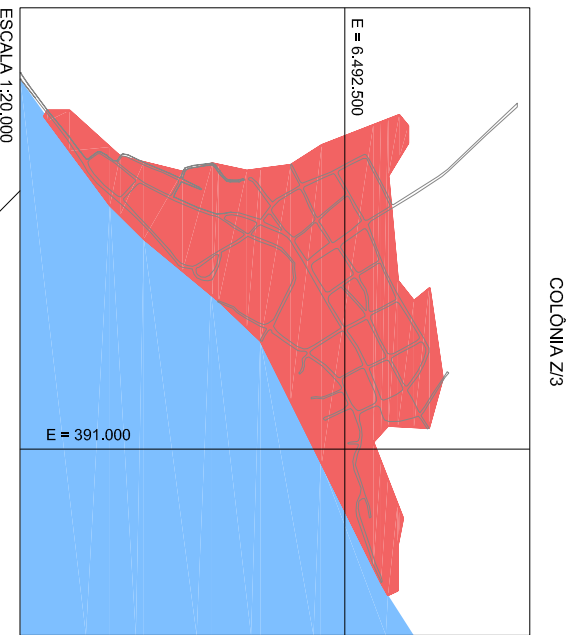 COLÔNIA Z/3
E = 6.492.500
E = 391.000
ESCALA 1:20.000